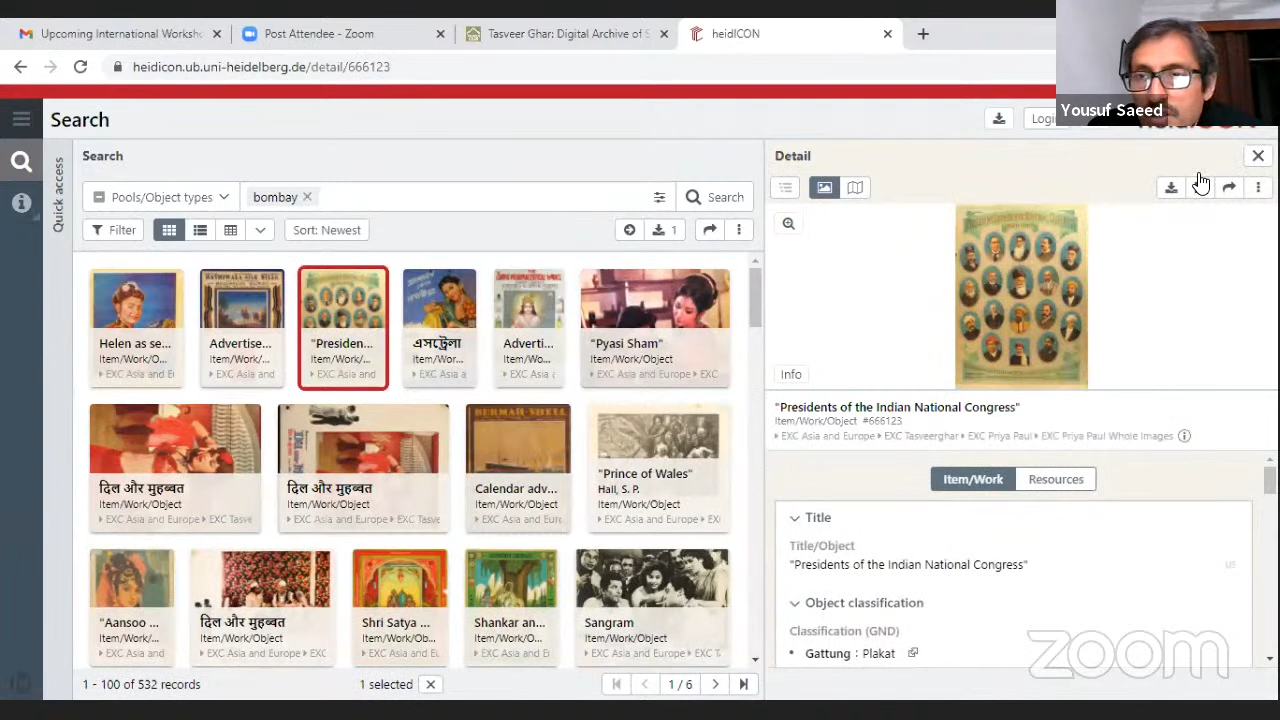 Upcoming International Worksh
Post Attendee - Zoom
Tasveer Ghar: Digital Archive of S
heidICON
heidicon.ub.uni-heidelberg.de/detail/666123
Yousuf Saeed
Search
Logi
Quick access
Search
Detail
Pools/Object types
bombay
Search
Filter
Sort: Newest
1
Helen as se...
Item/Work/O...
EXC Asia and E
Advertise...
Item/Work/...
EXC Asia and
"Presiden...
Item/Work/...
EXC Asia and
এসট্রেলা
Item/Wor...
EXC Asia a
Adverti...
Item/Wo...
EXC Asia
"Pyasi Sham"
Item/Work/Object
EXC Asia and Europe EXC
Info
"Presidents of the Indian National Congress"
Item/Work/Object #666123
EXC Asia and Europe EXC Tasveerghar EXC Priya Paul EXC Priya Paul Whole Images
दिल और मुहब्बत
Item/Work/Object
EXC Asia and Europe EXC Tasve
दिल और मुहब्बत
Item/Work/Object
EXC Asia and Europe EXC Tasve
BURMAH-SHELL
Calendar adv...
Item/Work/Object
EXC Asia and Eur
"Prince of Wales"
Hall, S. P.
Item/Work/Object
EXC Asia and Europe EX
Item/Work
Resources
Title
Title/Object
"Presidents of the Indian National Congress"
US
Object classification
Classification (GND)
Gattung : Plakat
"Aansoo ...
Item/Work/...
EXC Asia and
दिल और मुहब्बत
Item/Work/Object
EXC Asia and Europe EXC
Shri Satya ...
Item/Work/Ob...
EXC Asia and Eu
Shankar an...
Item/Work/Ob...
EXC Asia and Eu
Sangram
Item/Work/Object
EXC Asia and Europe EXC T
zoom
1 - 100 of 532 records
1 selected
1 / 6